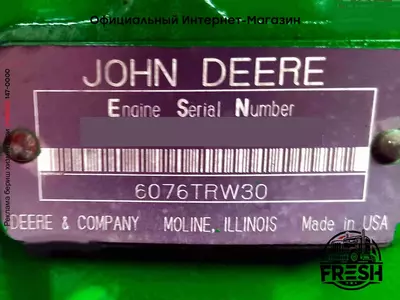 Официальный Интернет-Магазин
JOHN DEERE
Engine Serial Number
6076TRW30
DEERE & COMPANY MOLINE, ILLINOIS Made in USA
FRESH